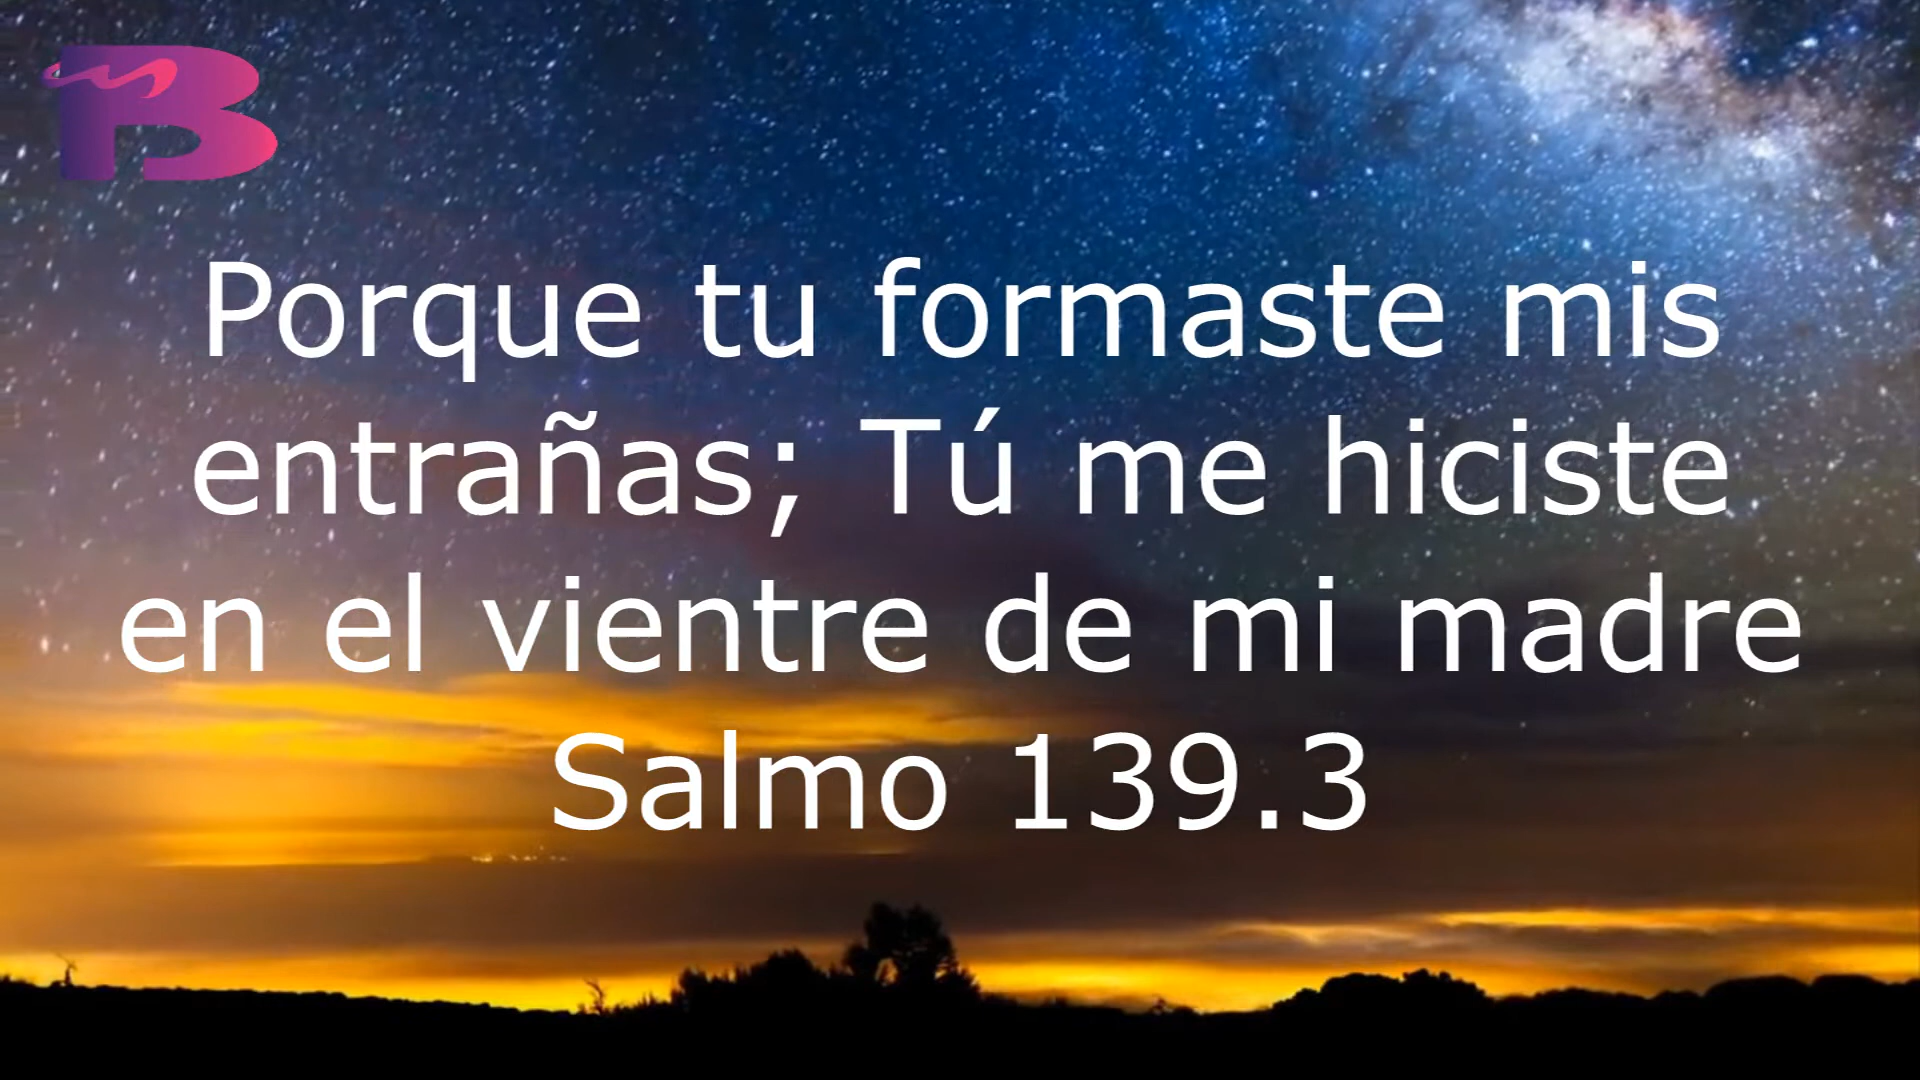 Porque tu formaste mis
entrañas; Tú me hiciste
en el vientre de mi madre
Salmo 139.3